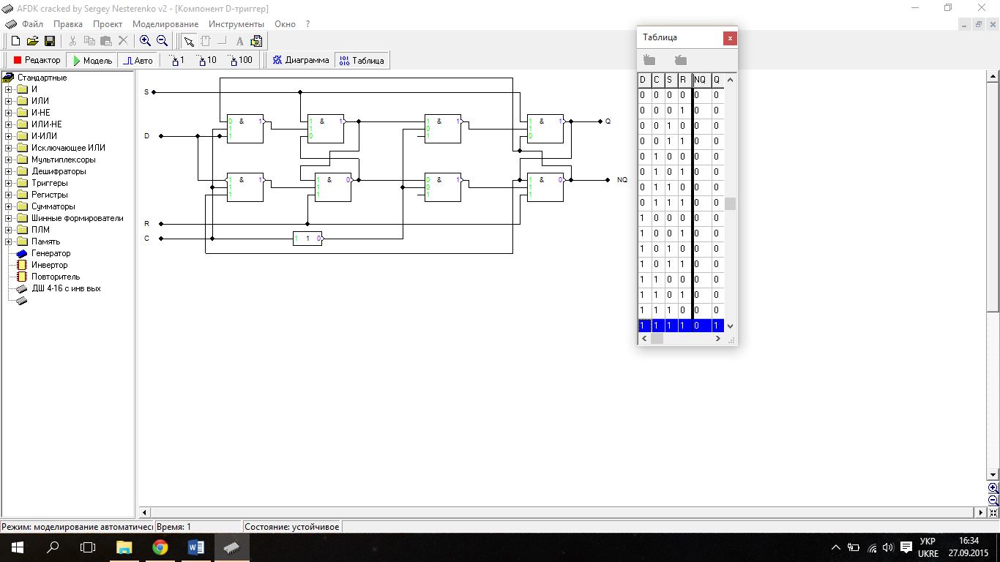 AFDK cracked by Sergey Nesterenko v2 - [Компонент D-триггер]
Файл Правка Проект Моделирование Инструменты Окно ?
Редактор Модель Авто 1 10 100 Диаграмма Таблица
Стандартные
И
ИЛИ
И-НЕ
ИЛИ-НЕ
И-ИЛИ
Исключающее ИЛИ
Мультиплексоры
Дешифраторы
Триггеры
Регистры
Сумматоры
Шинные формирователи
ПЛМ
Память
Генератор
Инвертор
Повторитель
ДШ 4-16 с инв вых
S
0 & 1 1 & 1 1 & 1 1 & 1 Q
1 1 0 1
D 1 0 1 0
1 & 1 1 & 0 0 & 1 1 & 0 NQ
1 1 0 1
1 1 1 1
R
C 1 1 0
Таблица
D C S R NQ Q
0 0 0 0 0 0
0 0 0 1 0 0
0 0 1 0 0 0
0 0 1 1 0 0
0 1 0 0 0 0
0 1 0 1 0 0
0 1 1 0 0 0
0 1 1 1 0 0
1 0 0 0 0 0
1 0 0 1 0 0
1 0 1 0 0 0
1 0 1 1 0 0
1 1 0 0 0 0
1 1 0 1 0 0
1 1 1 0 0 0
1 1 1 1 0 1
Режим: моделирование автоматичес Время: 1 Состояние: устойчивое
УКР
UKRE
16:34
27.09.2015